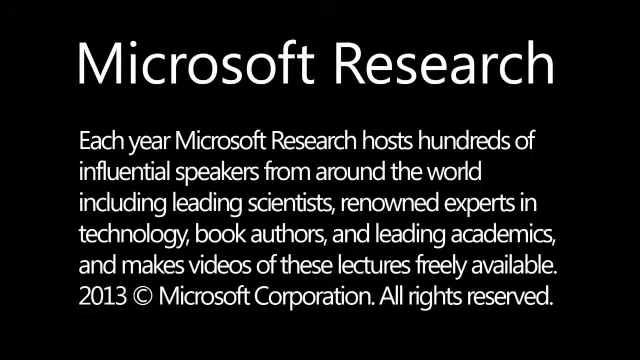 Microsoft Research
Each year Microsoft Research hosts hundreds of
influential speakers from around the world
including leading scientists, renowned experts in
technology, book authors, and leading academics,
and makes videos of these lectures freely available.
2013 © Microsoft Corporation. All rights reserved.